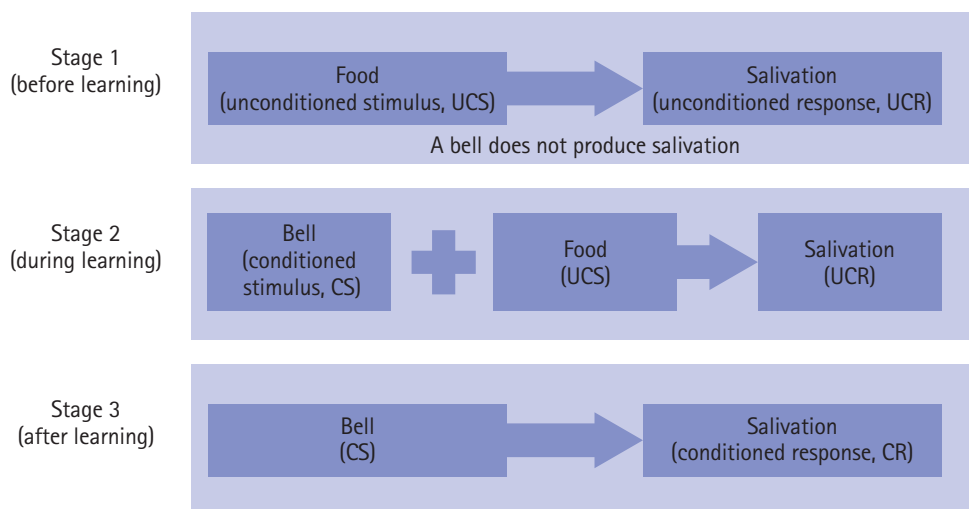 Stage 1
(before learning)
Food
(unconditioned stimulus, UCS)
Salivation
(unconditioned response, UCR)
A bell does not produce salivation
Stage 2
(during learning)
Bell
(conditioned
stimulus, CS)
Food
(UCS)
Salivation
(UCR)
Stage 3
(after learning)
Bell
(CS)
Salivation
(conditioned response, CR)